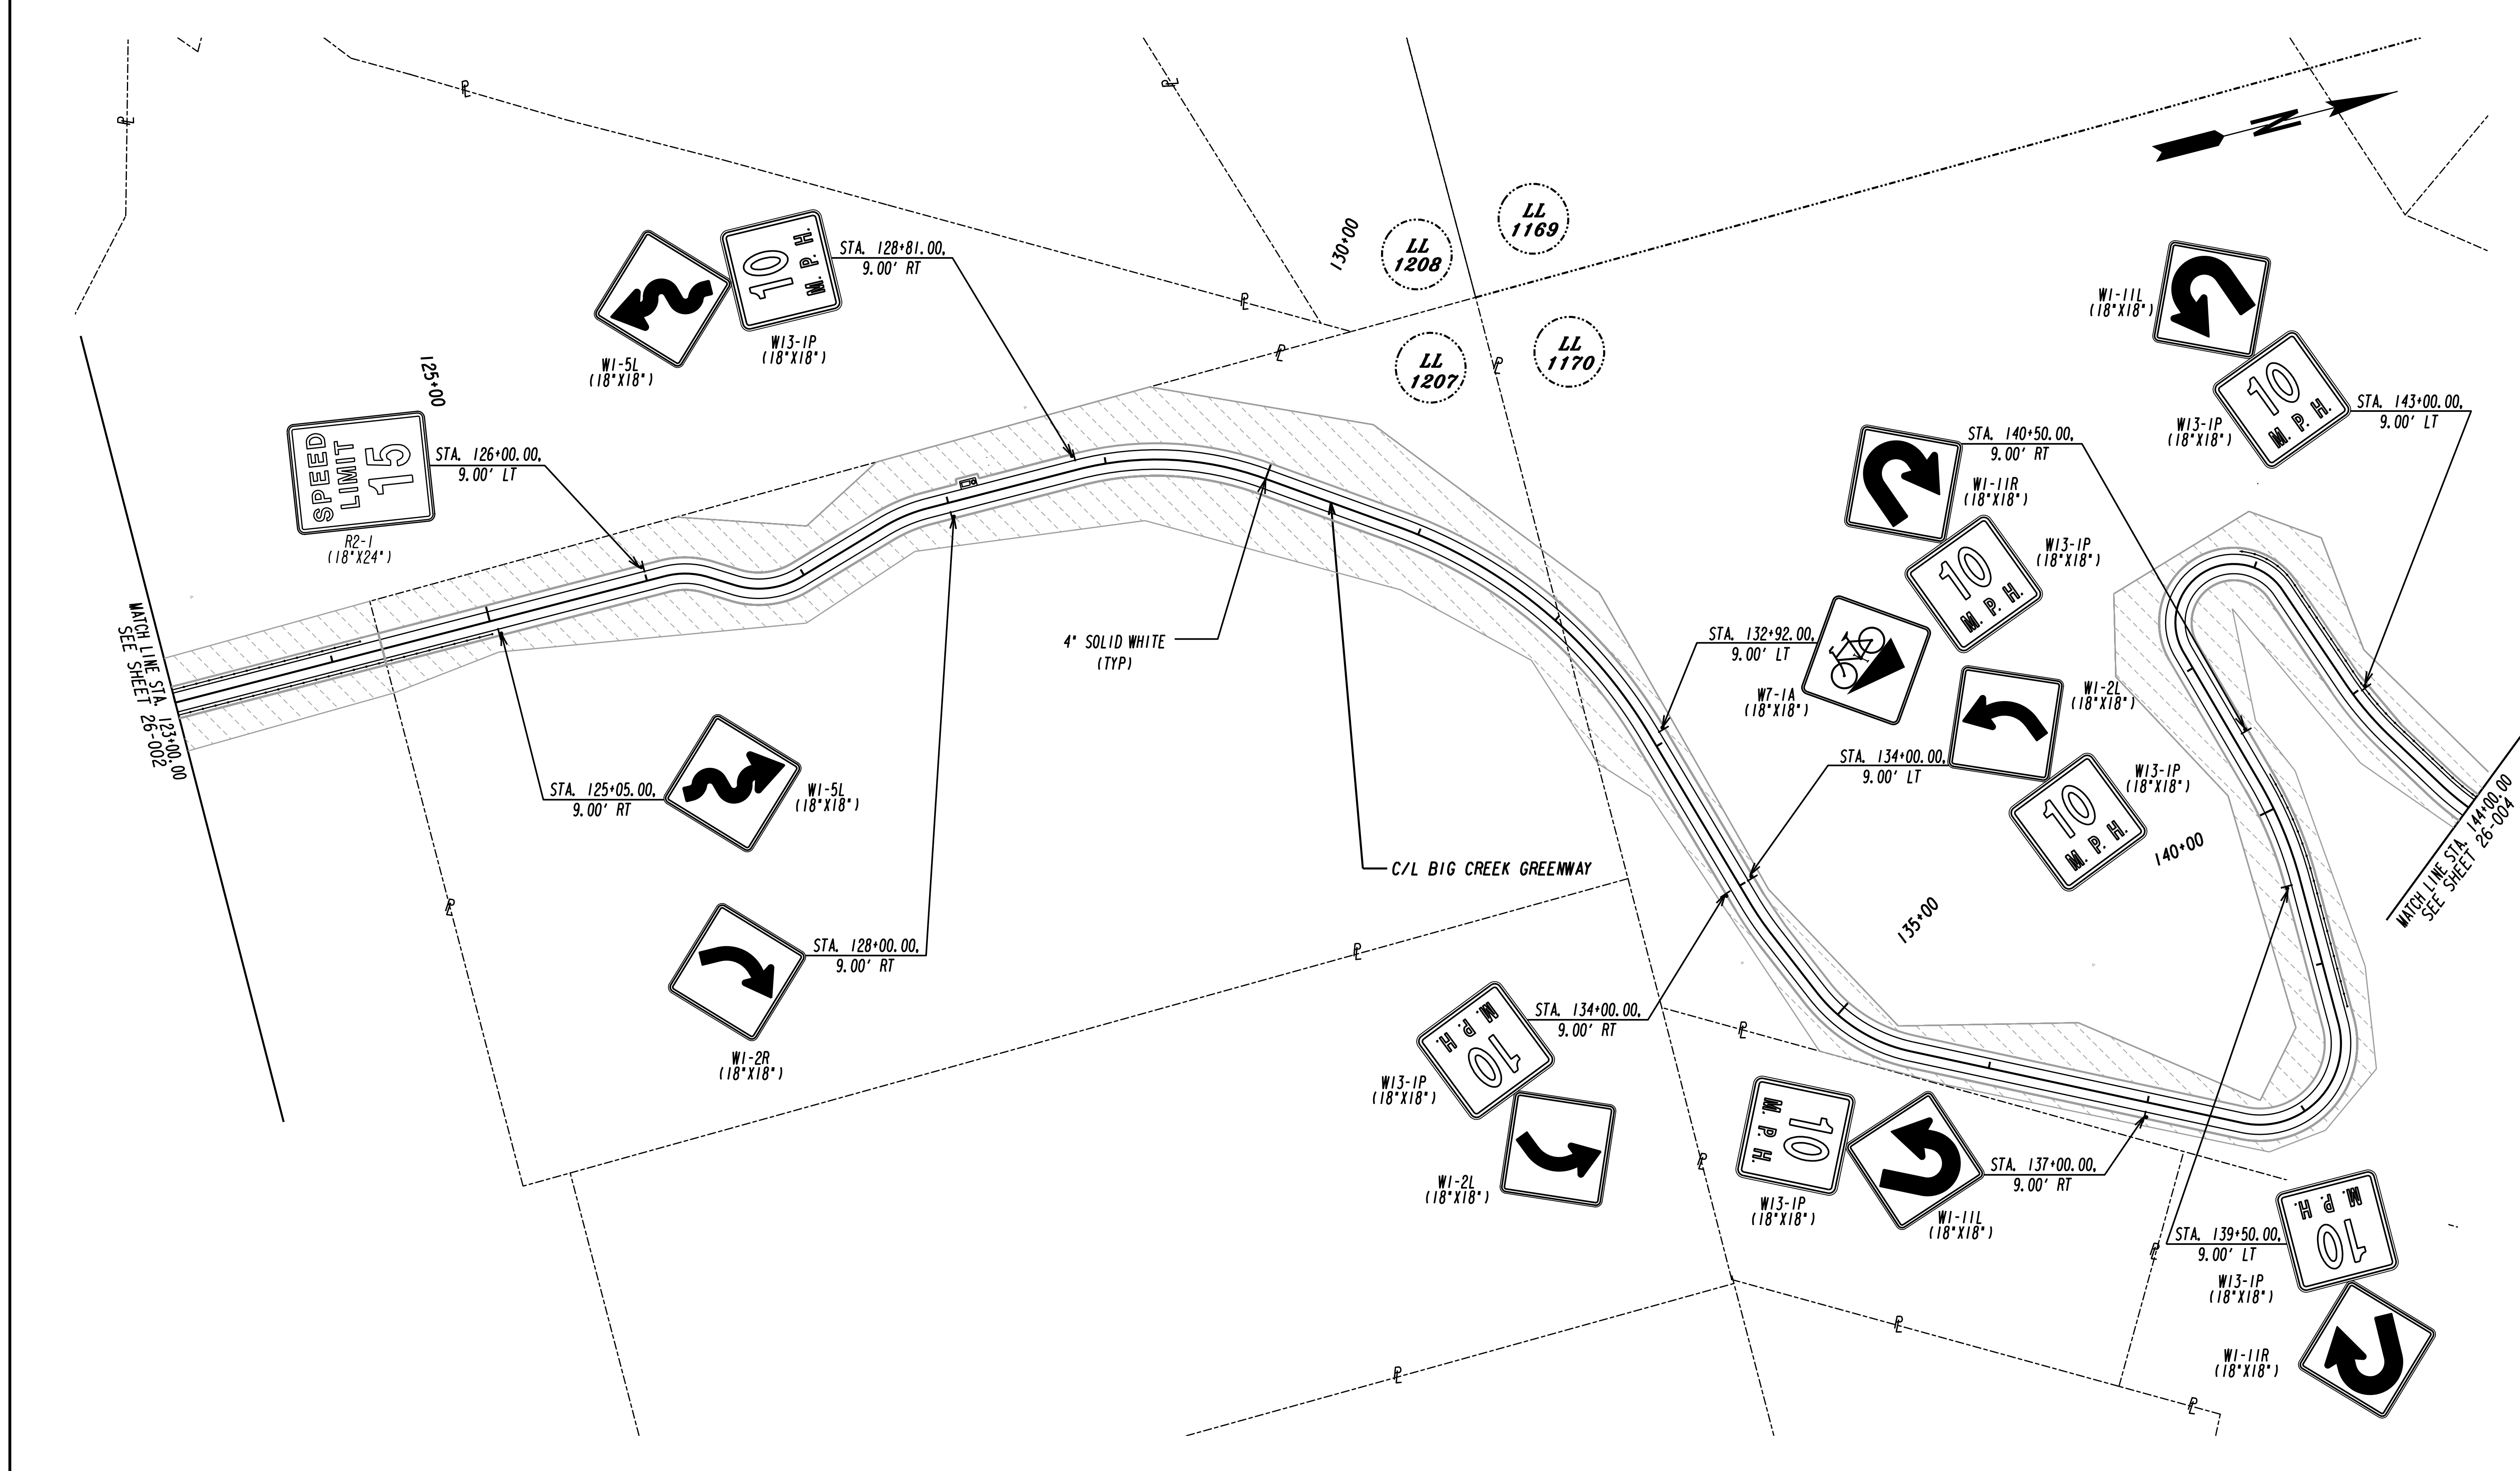 130+00
LL
1208
LL
1169
LL
1207
LL
1170
N
10
M. P. H.
STA. 128+81.00,
9.00' RT
W13-1P
(18"X18")
W1-5L
(18"X18")
125+00
SPEED
LIMIT
15
STA. 126+00.00,
9.00' LT
R2-1
(18"X24")
MATCH LINE STA. 123+00.00
SEE SHEET 26-002
W1-11L
(18"X18")
10
M. P. H.
STA. 143+00.00,
9.00' LT
W13-1P
(18"X18")
STA. 140+50.00,
9.00' RT
W1-11R
(18"X18")
10
M. P. H.
W13-1P
(18"X18")
STA. 132+92.00,
9.00' LT
W7-1A
(18"X18")
W1-2L
(18"X18")
STA. 134+00.00,
9.00' LT
10
M. P. H.
W13-1P
(18"X18")
140+00
MATCH LINE STA. 144+00.00
SEE SHEET 26-004
4" SOLID WHITE
(TYP)
STA. 125+05.00,
9.00' RT
W1-5L
(18"X18")
C/L BIG CREEK GREENWAY
STA. 128+00.00,
9.00' RT
W1-2R
(18"X18")
135+00
10
M. P. H.
STA. 134+00.00,
9.00' RT
W13-1P
(18"X18")
W1-2L
(18"X18")
10
M. P. H.
W13-1P
(18"X18")
STA. 137+00.00,
9.00' RT
W1-11L
(18"X18")
10
M. P. H.
STA. 139+50.00,
9.00' LT
W13-1P
(18"X18")
W1-11R
(18"X18")